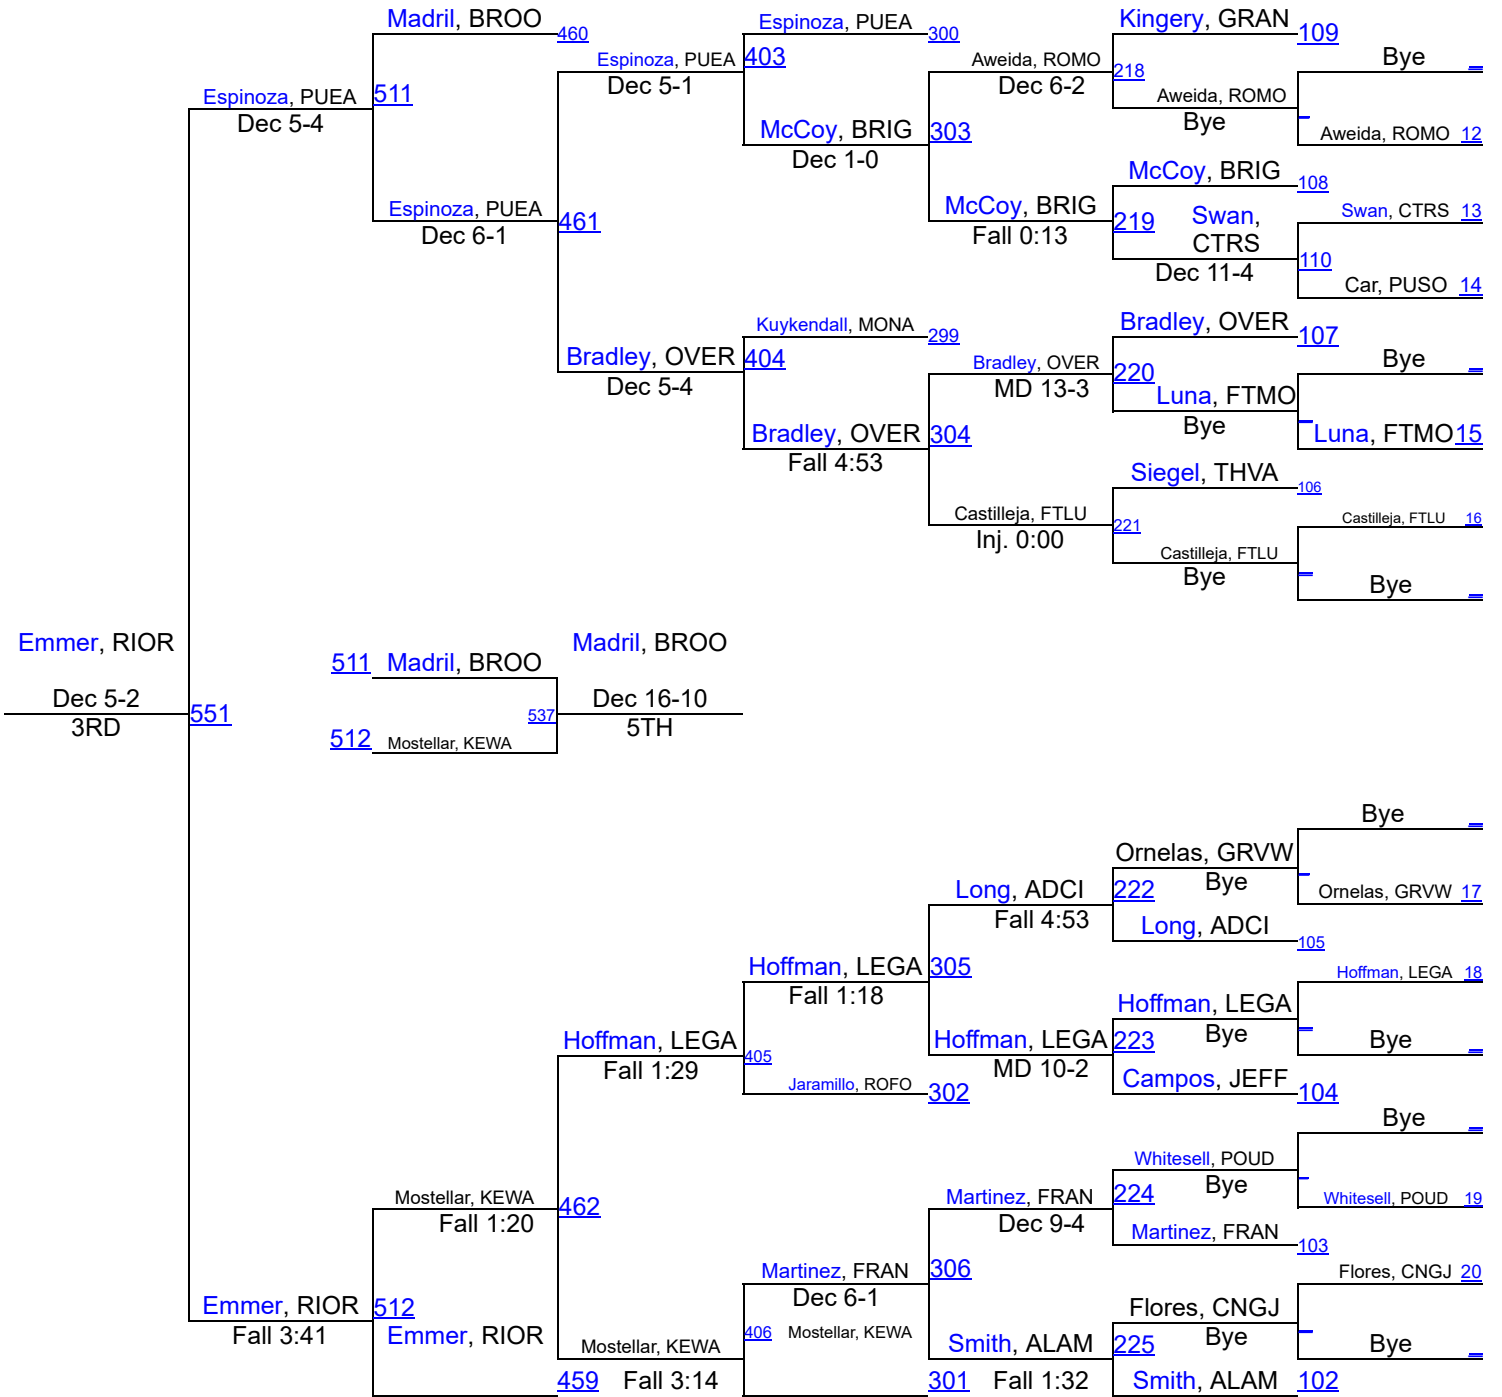 Madril, BROO
460
Espinoza, PUEA
300
Kingery, GRAN
109
Bye
Espinoza, PUEA
403
Dec 5-1
Aweida, ROMO
Dec 6-2
218
Aweida, ROMO
Bye
Aweida, ROMO 12
Espinoza, PUEA
511
Dec 5-4
McCoy, BRIG
303
Dec 1-0
McCoy, BRIG
108
Espinoza, PUEA
461
Dec 6-1
McCoy, BRIG
219
Fall 0:13
Swan,
CTRS
Dec 11-4
Swan, CTRS 13
110
Car, PUSO 14
Kuykendall, MONA
299
Bradley, OVER
107
Bye
Bradley, OVER
404
Dec 5-4
Bradley, OVER
220
MD 13-3
Luna, FTMO
Bye
Luna, FTMO 15
Bradley, OVER
304
Fall 4:53
Siegel, THVA
106
Castilleja, FTLU
221
Inj. 0:00
Castilleja, FTLU
Bye
Castilleja, FTLU 16
Bye
Emmer, RIOR
Dec 5-2
3RD
551
511 Madril, BROO
Madril, BROO
537
Dec 16-10
5TH
512 Mostellar, KEWA
Bye
Ornelas, GRVW
Bye
Ornelas, GRVW 17
Long, ADCI
222
Fall 4:53
Long, ADCI
105
Hoffman, LEGA
305
Fall 1:18
Hoffman, LEGA 18
Hoffman, LEGA
Bye
Bye
Hoffman, LEGA
405
Fall 1:29
Hoffman, LEGA
223
MD 10-2
Jaramillo, ROFO
302
Campos, JEFF
104
Bye
Whitesell, POUD
Bye
Whitesell, POUD 19
Mostellar, KEWA
462
Fall 1:20
Martinez, FRAN
224
Dec 9-4
Martinez, FRAN
103
Martinez, FRAN
306
Dec 6-1
Flores, CNGJ 20
Emmer, RIOR
512
Fall 3:41
Emmer, RIOR
459
Mostellar, KEWA
406
Fall 3:14
Mostellar, KEWA
301
Smith, ALAM
225
Fall 1:32
Flores, CNGJ
Bye
Bye
Smith, ALAM
102